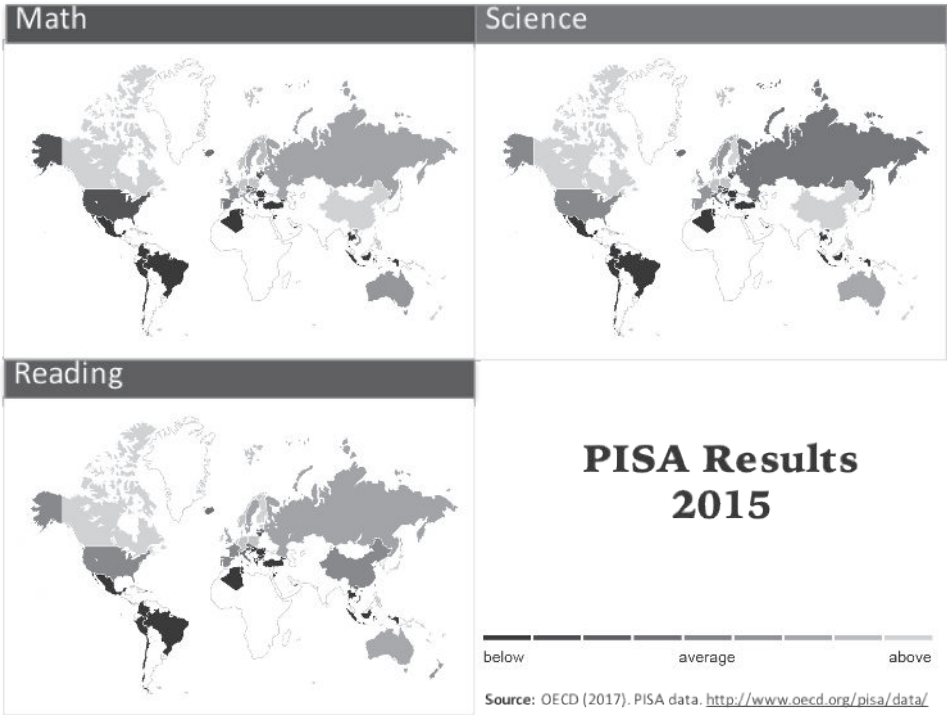 Math
Science
Reading
PISA Results
2015
below average above
Source: OECD (2017). PISA data. http://www.oecd.org/pisa/data/